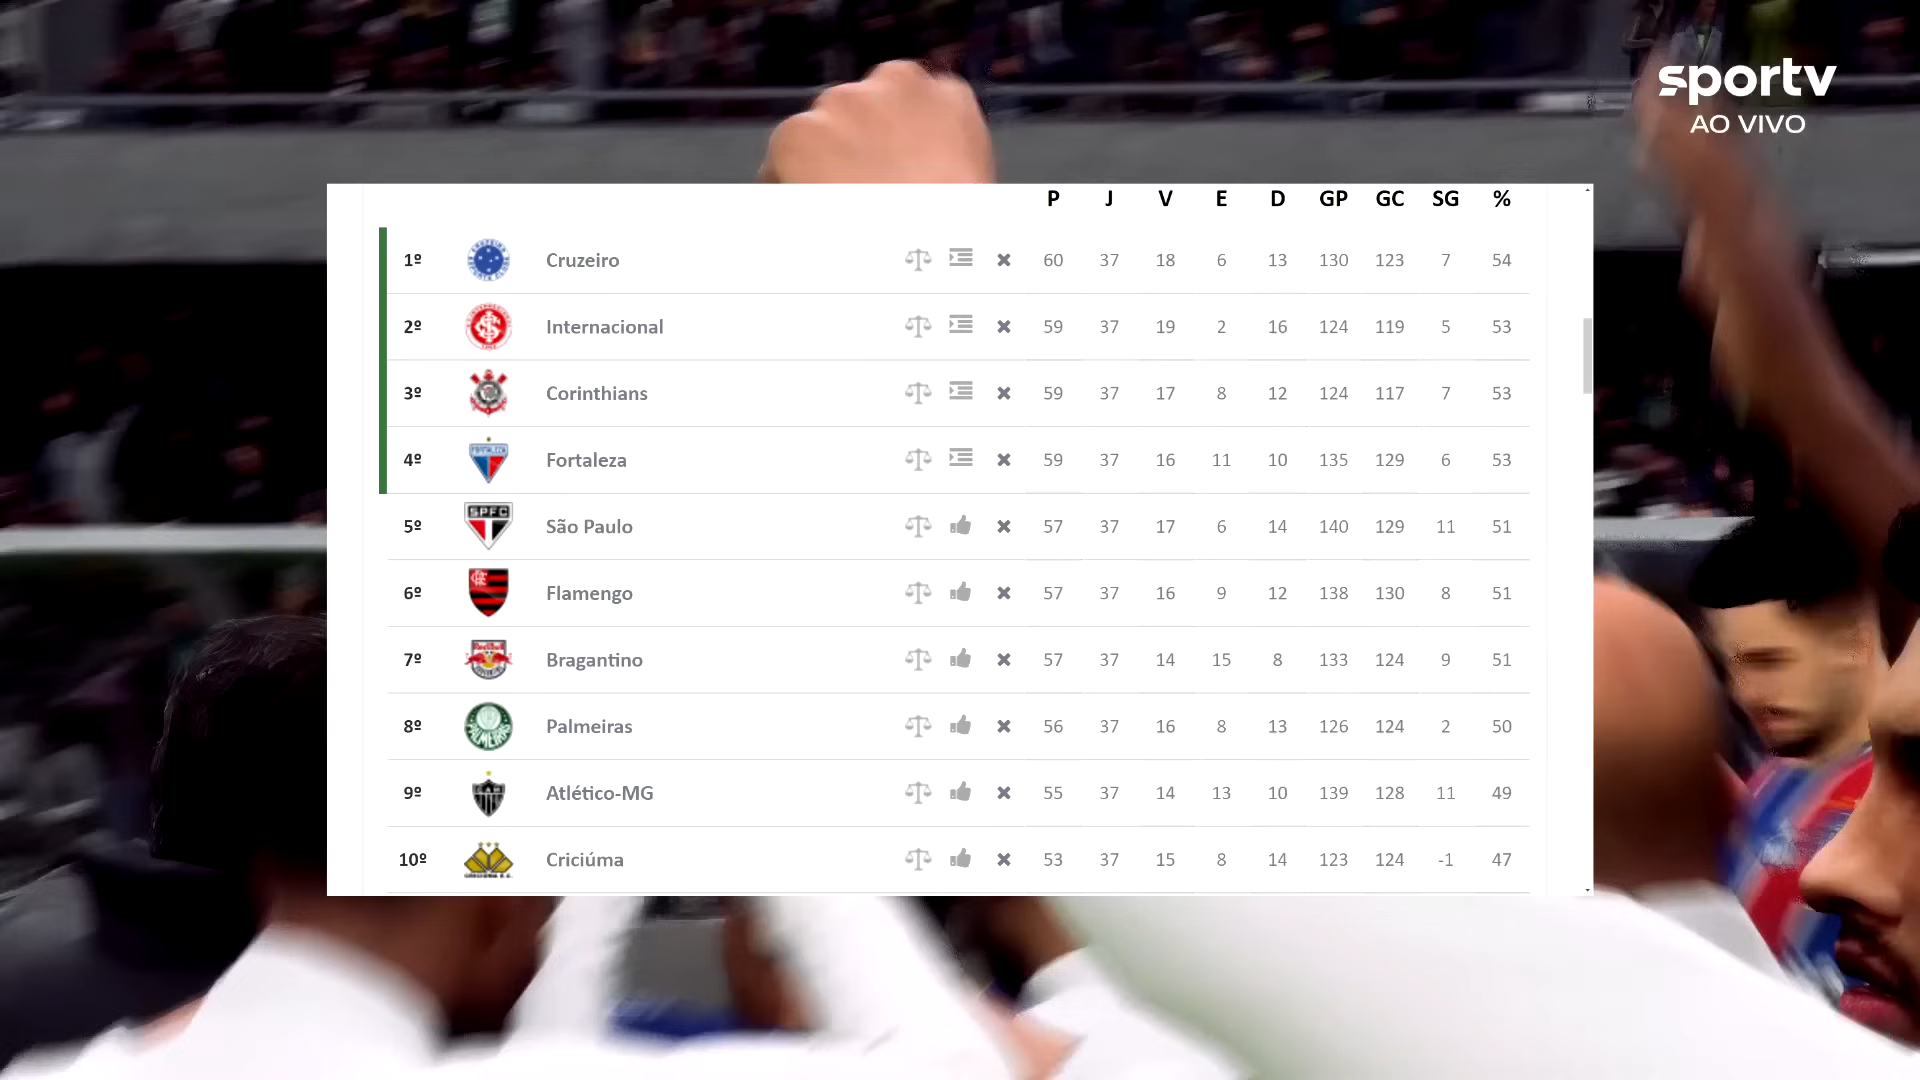 sportv
AO VIVO
P J V E D GP GC SG %
1º Cruzeiro 60 37 18 6 13 130 123 7 54
2º Internacional 59 37 19 2 16 124 119 5 53
3º Corinthians 59 37 17 8 12 124 117 7 53
4º Fortaleza 59 37 16 11 10 135 129 6 53
SPFC
5º São Paulo 57 37 17 6 14 140 129 11 51
6º Flamengo 57 37 16 9 12 138 130 8 51
7º Bragantino 57 37 14 15 8 133 124 9 51
8º Palmeiras 56 37 16 8 13 126 124 2 50
PALMEIRAS
9º Atlético-MG 55 37 14 13 10 139 128 11 49
10º Criciúma 53 37 15 8 14 123 124 -1 47